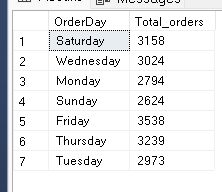 Messages
OrderDay Total_orders
1 Saturday 3158
2 Wednesday 3024
3 Monday 2794
4 Sunday 2624
5 Friday 3538
6 Thursday 3239
7 Tuesday 2973